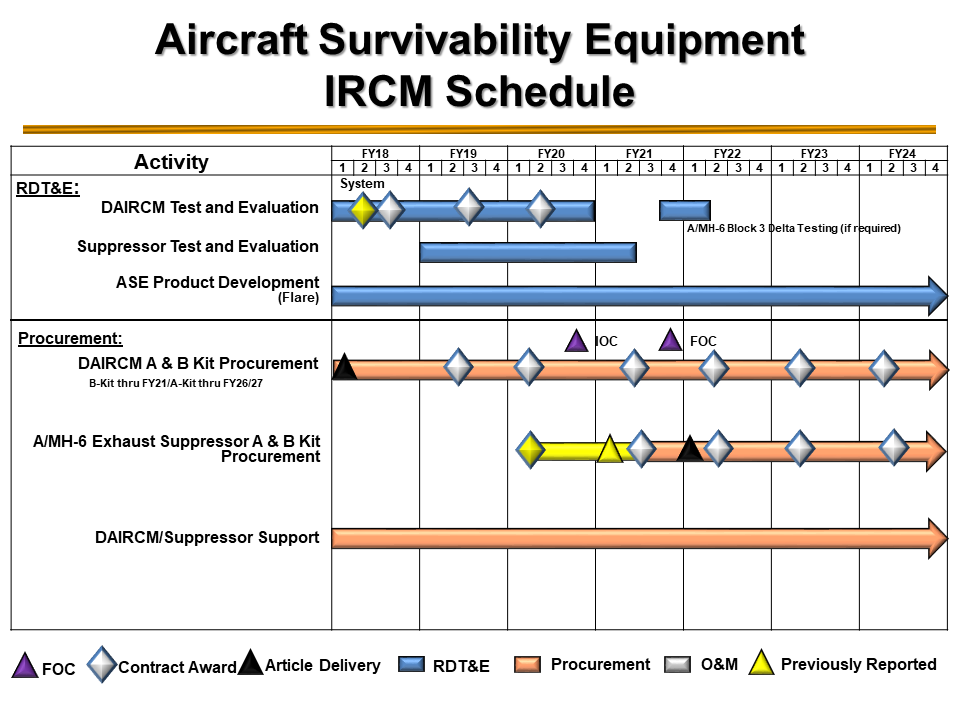 Aircraft Survivability Equipment
IRCM Schedule
Activity
FY18 FY19 FY20 FY21 FY22 FY23 FY24
1 2 3 4 1 2 3 4 1 2 3 4 1 2 3 4 1 2 3 4 1 2 3 4 1 2 3 4
RDT&E:
System
DAIRCM Test and Evaluation
A/MH-6 Block 3 Delta Testing (if required)
Suppressor Test and Evaluation
ASE Product Development
(Flare)
Procurement:
IOC FOC
DAIRCM A & B Kit Procurement
B-Kit thru FY21/A-Kit thru FY26/27
A/MH-6 Exhaust Suppressor A & B Kit
Procurement
DAIRCM/Suppressor Support
FOC Contract Award Article Delivery RDT&E Procurement O&M Previously Reported